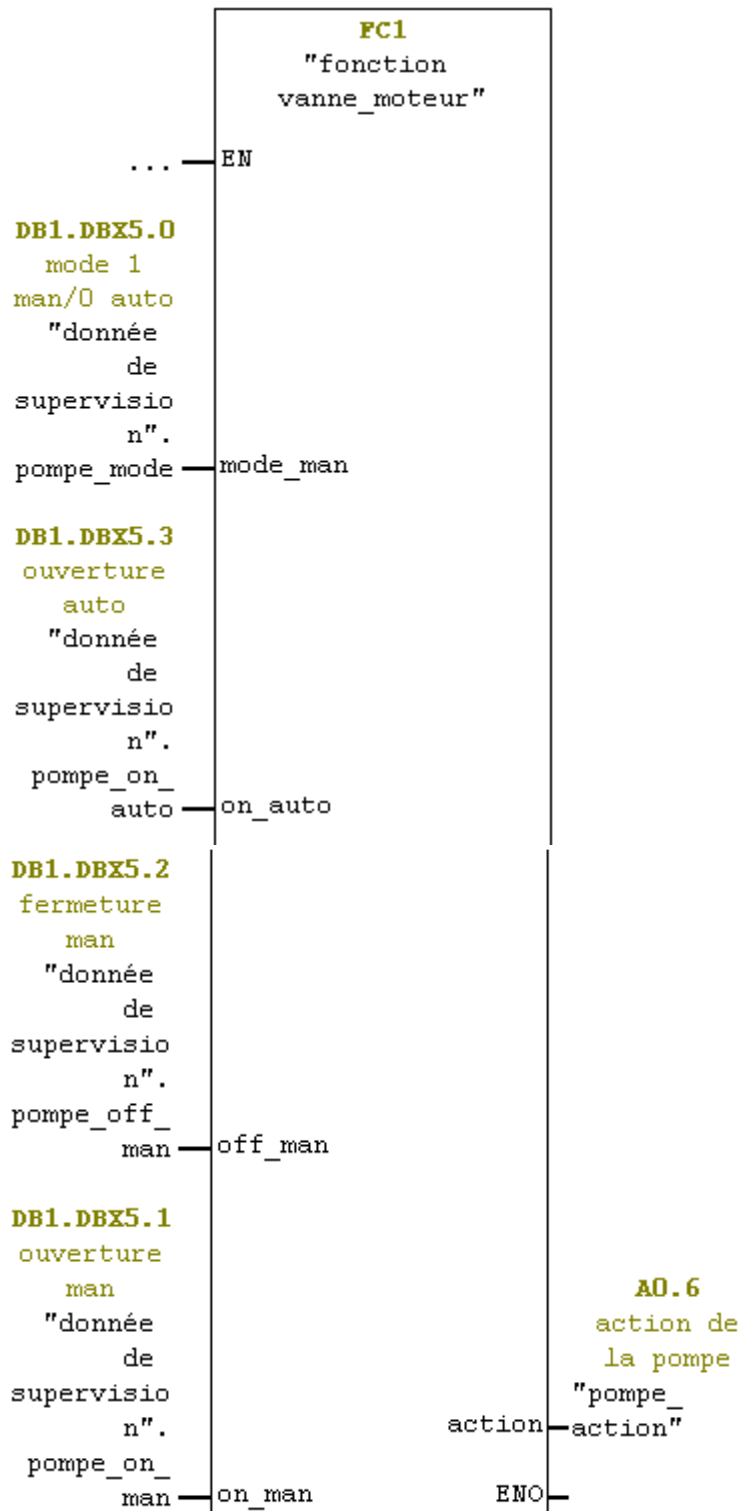 FC1
"fonction
vanne_moteur"
... EN
DB1.DBX5.0
mode 1
man/0 auto
"donnée
de
supervisio
n".
pompe_mode mode_man
DB1.DBX5.3
ouverture
auto
"donnée
de
supervisio
n".
pompe_on_
auto on_auto
DB1.DBX5.2
fermeture
man
"donnée
de
supervisio
n".
pompe_off_
man off_man
DB1.DBX5.1
ouverture
man
"donnée
de
supervisio
n".
pompe_on_
man on_man
A0.6
action de
la pompe
"pompe_
action action"
ENO